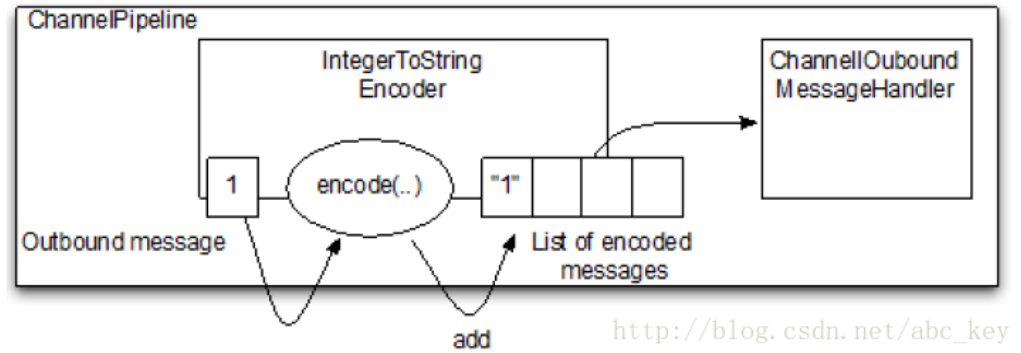 ChannelPipeline
IntegerToString
Encoder
ChannelIOubound
MessageHandler
1
encode(..)
"1"
Outbound message
List of encoded
messages
add
http://blog.csdn.net/abc_key